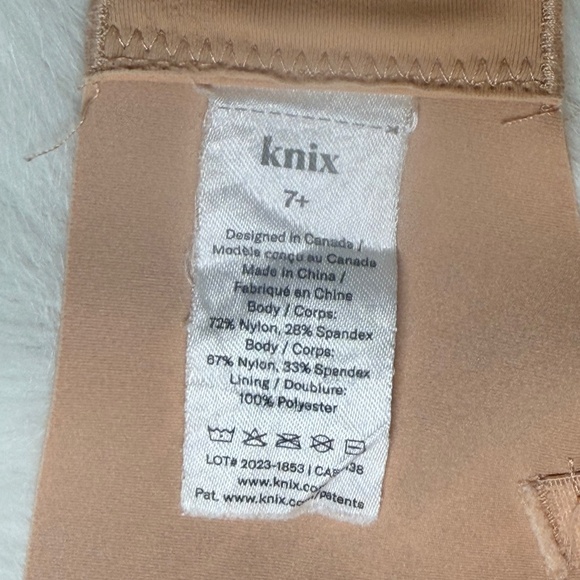 knix
7+
Designed in Canada /
Modèle conçu au Canada
Made in China /
Fabriqué en Chine
Body / Corps:
72% Nylon, 28% Spandex
Body / Corps:
67% Nylon, 33% Spandex
Lining / Doublure:
100% Polyester
LOT# 2023-1853 |
www.knix.co
Pat. www.knix.co /patents